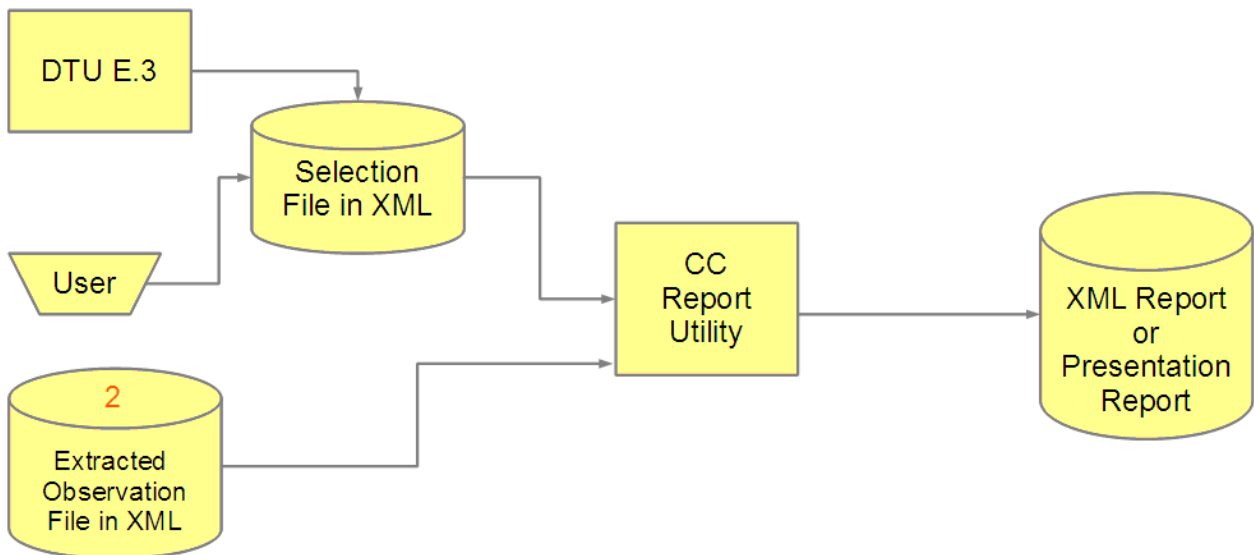 DTU E.3
Selection
File in XML
User
CC
Report
Utility
XML Report
or
Presentation
Report
2
Extracted
Observation
File in XML